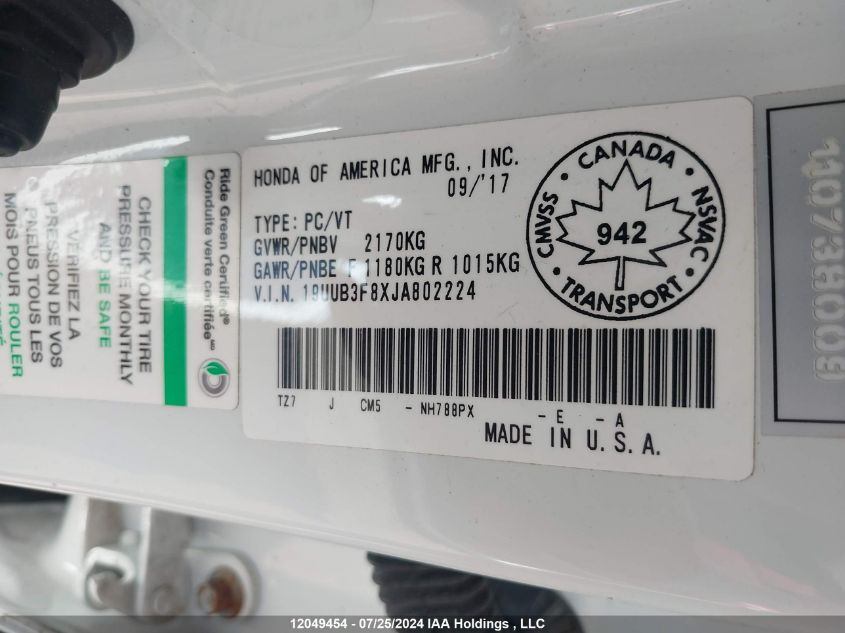 HONDA OF AMERICA MFG., INC.
09/'17
TYPE: PC/VT
GVWR/PNBV 2170KG
GAWR/PNBE F 1180KG R 1015KG
V.I.N. 19UUB3F8XJA802224
TZ7 J CM5 - NH788PX - E - A
MADE IN U.S.A.
CANADA
CMVSS
NSVAC
942
TRANSPORT
Ride Green Certified®
Conduite verte certifiée
CHECK YOUR TIRE
PRESSURE MONTHLY
AND BE SAFE
VÉRIFIEZ LA
PRESSION DE VOS
PNEUS TOUS LES
MOIS POUR ROULER
12049454 - 07/25/2024 IAA Holdings , LLC